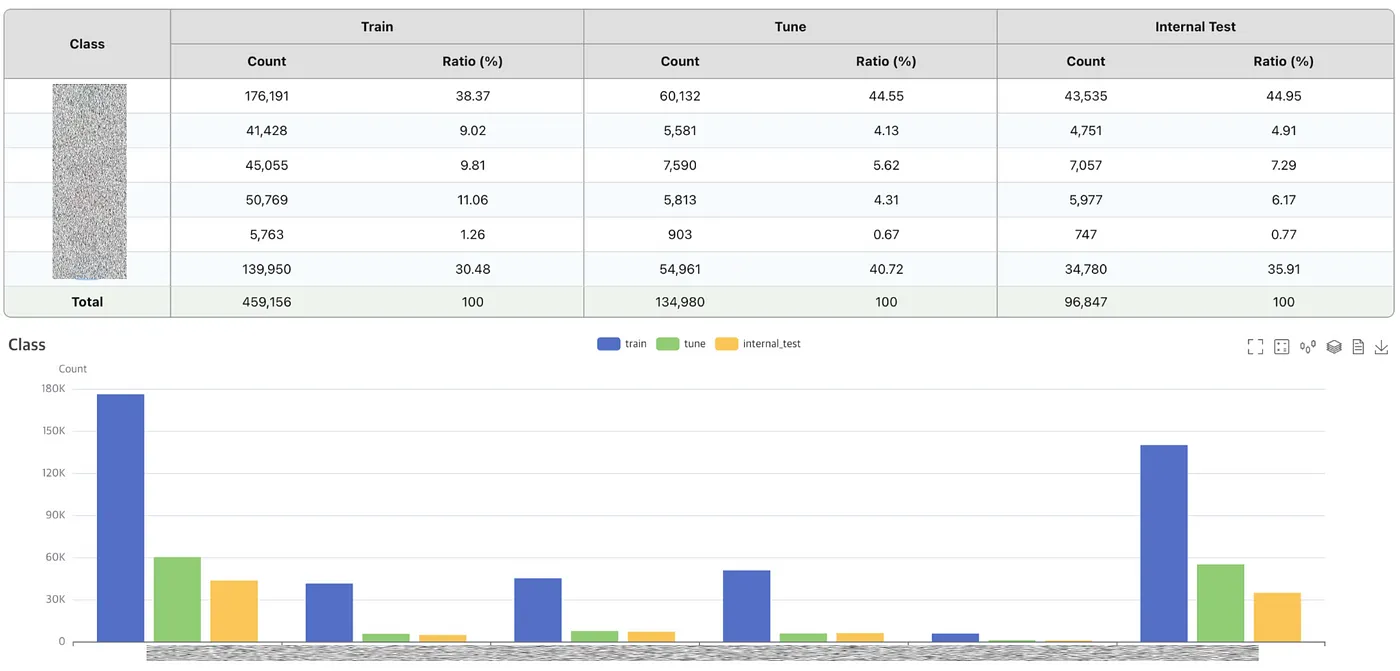 Class Train Tune Internal Test
Count Ratio (%) Count Ratio (%) Count Ratio (%)
176,191 38.37 60,132 44.55 43,535 44.95
41,428 9.02 5,581 4.13 4,751 4.91
45,055 9.81 7,590 5.62 7,057 7.29
50,769 11.06 5,813 4.31 5,977 6.17
5,763 1.26 903 0.67 747 0.77
139,950 30.48 54,961 40.72 34,780 35.91
Total 459,156 100 134,980 100 96,847 100
Class train tune internal_test
Count
180K
150K
120K
90K
60K
30K
0